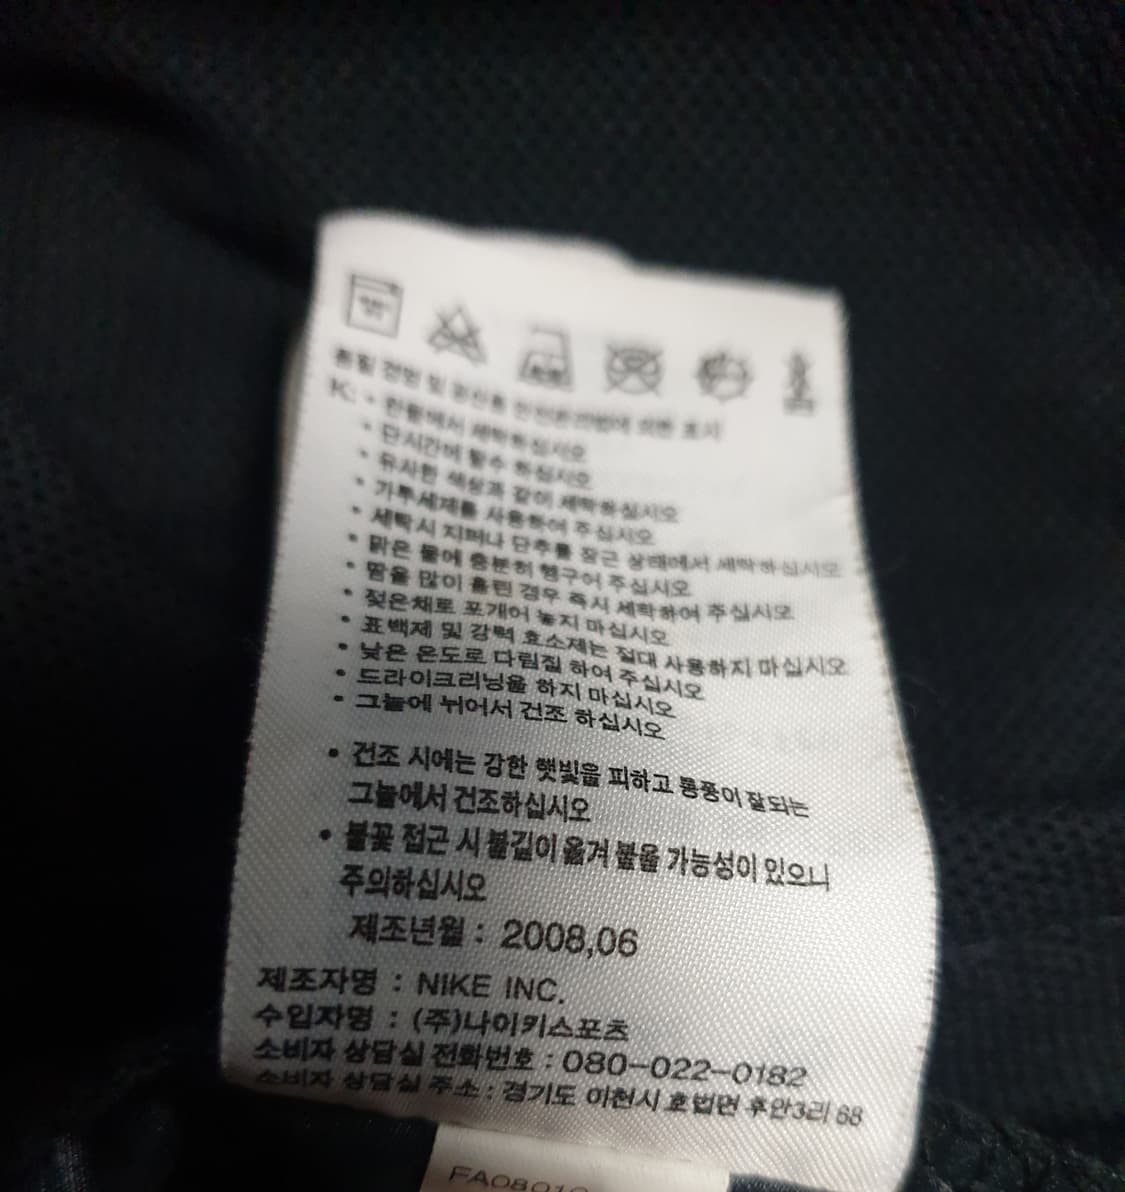 품질 경영 및 공산품 안전관리법에 의한 표시
K: • 찬물에서 세탁하십시오
• 단시간에 탈수 하십시오
• 유사한 색상과 같이 세탁하십시오
• 가루세제를 사용하여 주십시오
• 세탁시 지퍼나 단추를 잠근 상태에서 세탁하십시오
• 맑은 물에 충분히 헹구어 주십시오
• 땀을 많이 흘린 경우 즉시 세탁하여 주십시오
• 젖은채로 포개어 놓지 마십시오
• 표백제 및 강력 효소제는 절대 사용하지 마십시오
• 낮은 온도로 다림질 하여 주십시오
• 드라이크리닝을 하지 마십시오
• 그늘에 뉘어서 건조 하십시오
• 건조 시에는 강한 햇빛을 피하고 통풍이 잘되는
그늘에서 건조하십시오
• 불꽃 접근 시 불길이 옮겨 붙을 가능성이 있으니
주의하십시오
제조년월 : 2008,06
제조자명 : NIKE INC.
수입자명 : (주)나이키스포츠
소비자 상담실 전화번호 : 080-022-0182
소비자 상담실 주소 : 경기도 이천시 호법면 후안3리 68